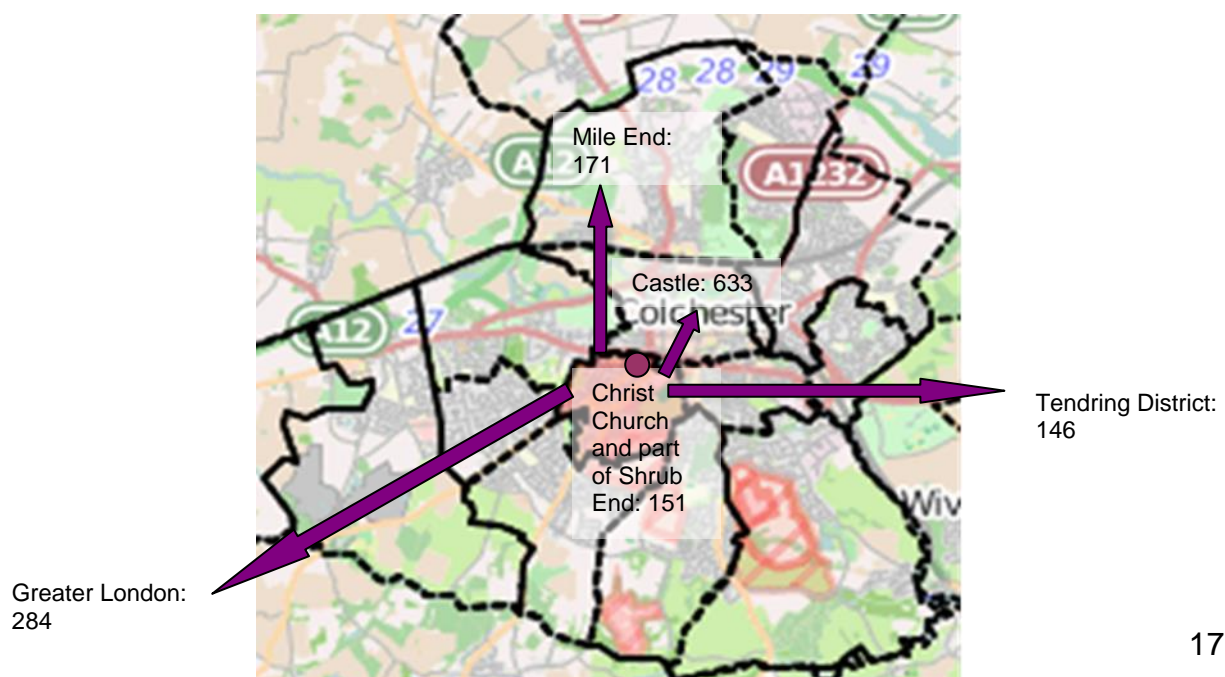 28 28 29 29
Mile End:
171
A12
A1232
Castle: 633
Colchester
A12
27
Christ
Church
and part
of Shrub
End: 151
Tendring District:
146
Wiv
Greater London:
284
17